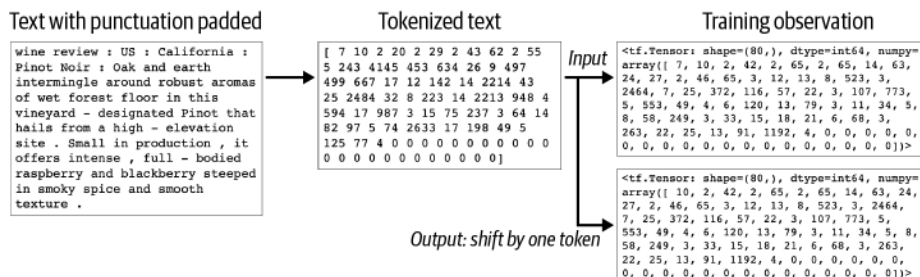 Text with punctuation padded
wine review : US : California :
Pinot Noir : Oak and earth
intermingle around robust aromas
of wet forest floor in this
vineyard - designated Pinot that
hails from a high - elevation
site . Small in production , it
offers intense , full - bodied
raspberry and blackberry steeped
in smoky spice and smooth
texture .
Tokenized text
[ 7 10 2 20 2 29 2 43 62 2 55
5 243 4145 453 634 26 9 497
499 667 17 12 142 14 2214 43
25 2484 32 8 223 14 2213 948 4
594 17 987 3 15 75 237 3 64 14
82 97 5 74 2633 17 198 49 5
125 77 4 0 0 0 0 0 0 0 0 0 0 0
0 0 0 0 0 0 0 0 0 0 0 0]
Input
Output: shift by one token
Training observation
<tf.Tensor: shape=(80,), dtype=int64, numpy=
array([ 7, 10, 2, 42, 2, 65, 2, 65, 14, 63,
24, 27, 2, 46, 65, 3, 12, 13, 8, 523, 3,
2464, 7, 25, 372, 116, 57, 22, 3, 107, 773,
5, 553, 49, 4, 6, 120, 13, 79, 3, 11, 34, 5,
8, 58, 249, 3, 33, 15, 18, 21, 6, 68, 3,
263, 22, 25, 13, 91, 1192, 4, 0, 0, 0, 0, 0,
0, 0, 0, 0, 0, 0, 0, 0, 0, 0, 0, 0, 0, 0])>
<tf.Tensor: shape=(80,), dtype=int64, numpy=
array([ 10, 2, 42, 2, 65, 2, 65, 14, 63, 24,
27, 2, 46, 65, 3, 12, 13, 8, 523, 3, 2464,
7, 25, 372, 116, 57, 22, 3, 107, 773, 5,
553, 49, 4, 6, 120, 13, 79, 3, 11, 34, 5, 8,
58, 249, 3, 33, 15, 18, 21, 6, 68, 3, 263,
22, 25, 13, 91, 1192, 4, 0, 0, 0, 0, 0, 0,
0, 0, 0, 0, 0, 0, 0, 0, 0, 0, 0, 0, 0, 0])>